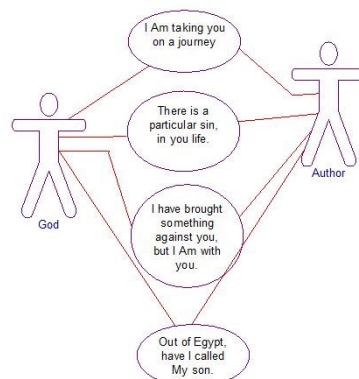 I Am taking you
on a journey
There is a
particular sin,
in you life.
God
Author
I have brought
something
against you,
but I Am with
you.
Out of Egypt,
have I called
My son.